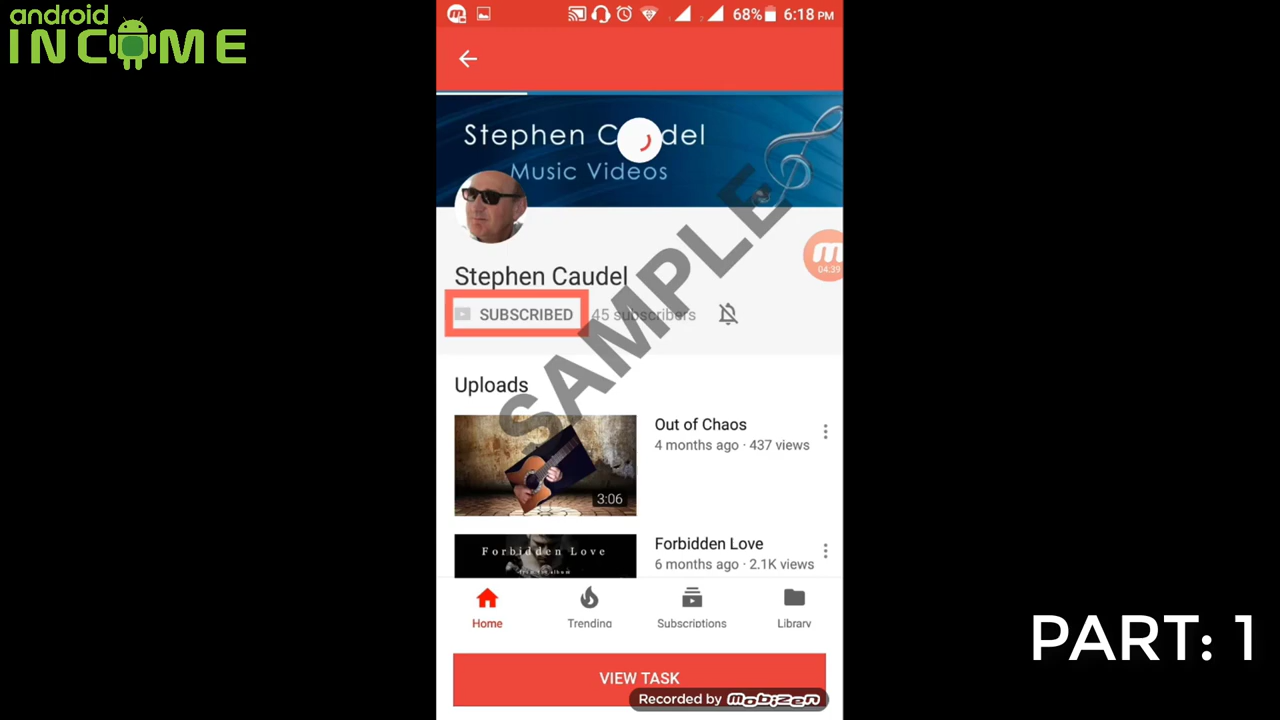 android
INCOME
68% 6:18 PM
Stephen Caudel
Music Videos
M
04:39
Stephen Caudel
SUBSCRIBED 45 subscribers
SAMPLE
Uploads
Out of Chaos
4 months ago · 437 views
3:06
Forbidden Love
Forbidden Love
6 months ago · 2.1K views
Home Trending Subscriptions Library
PART: 1
VIEW TASK
Recorded by Mobizen